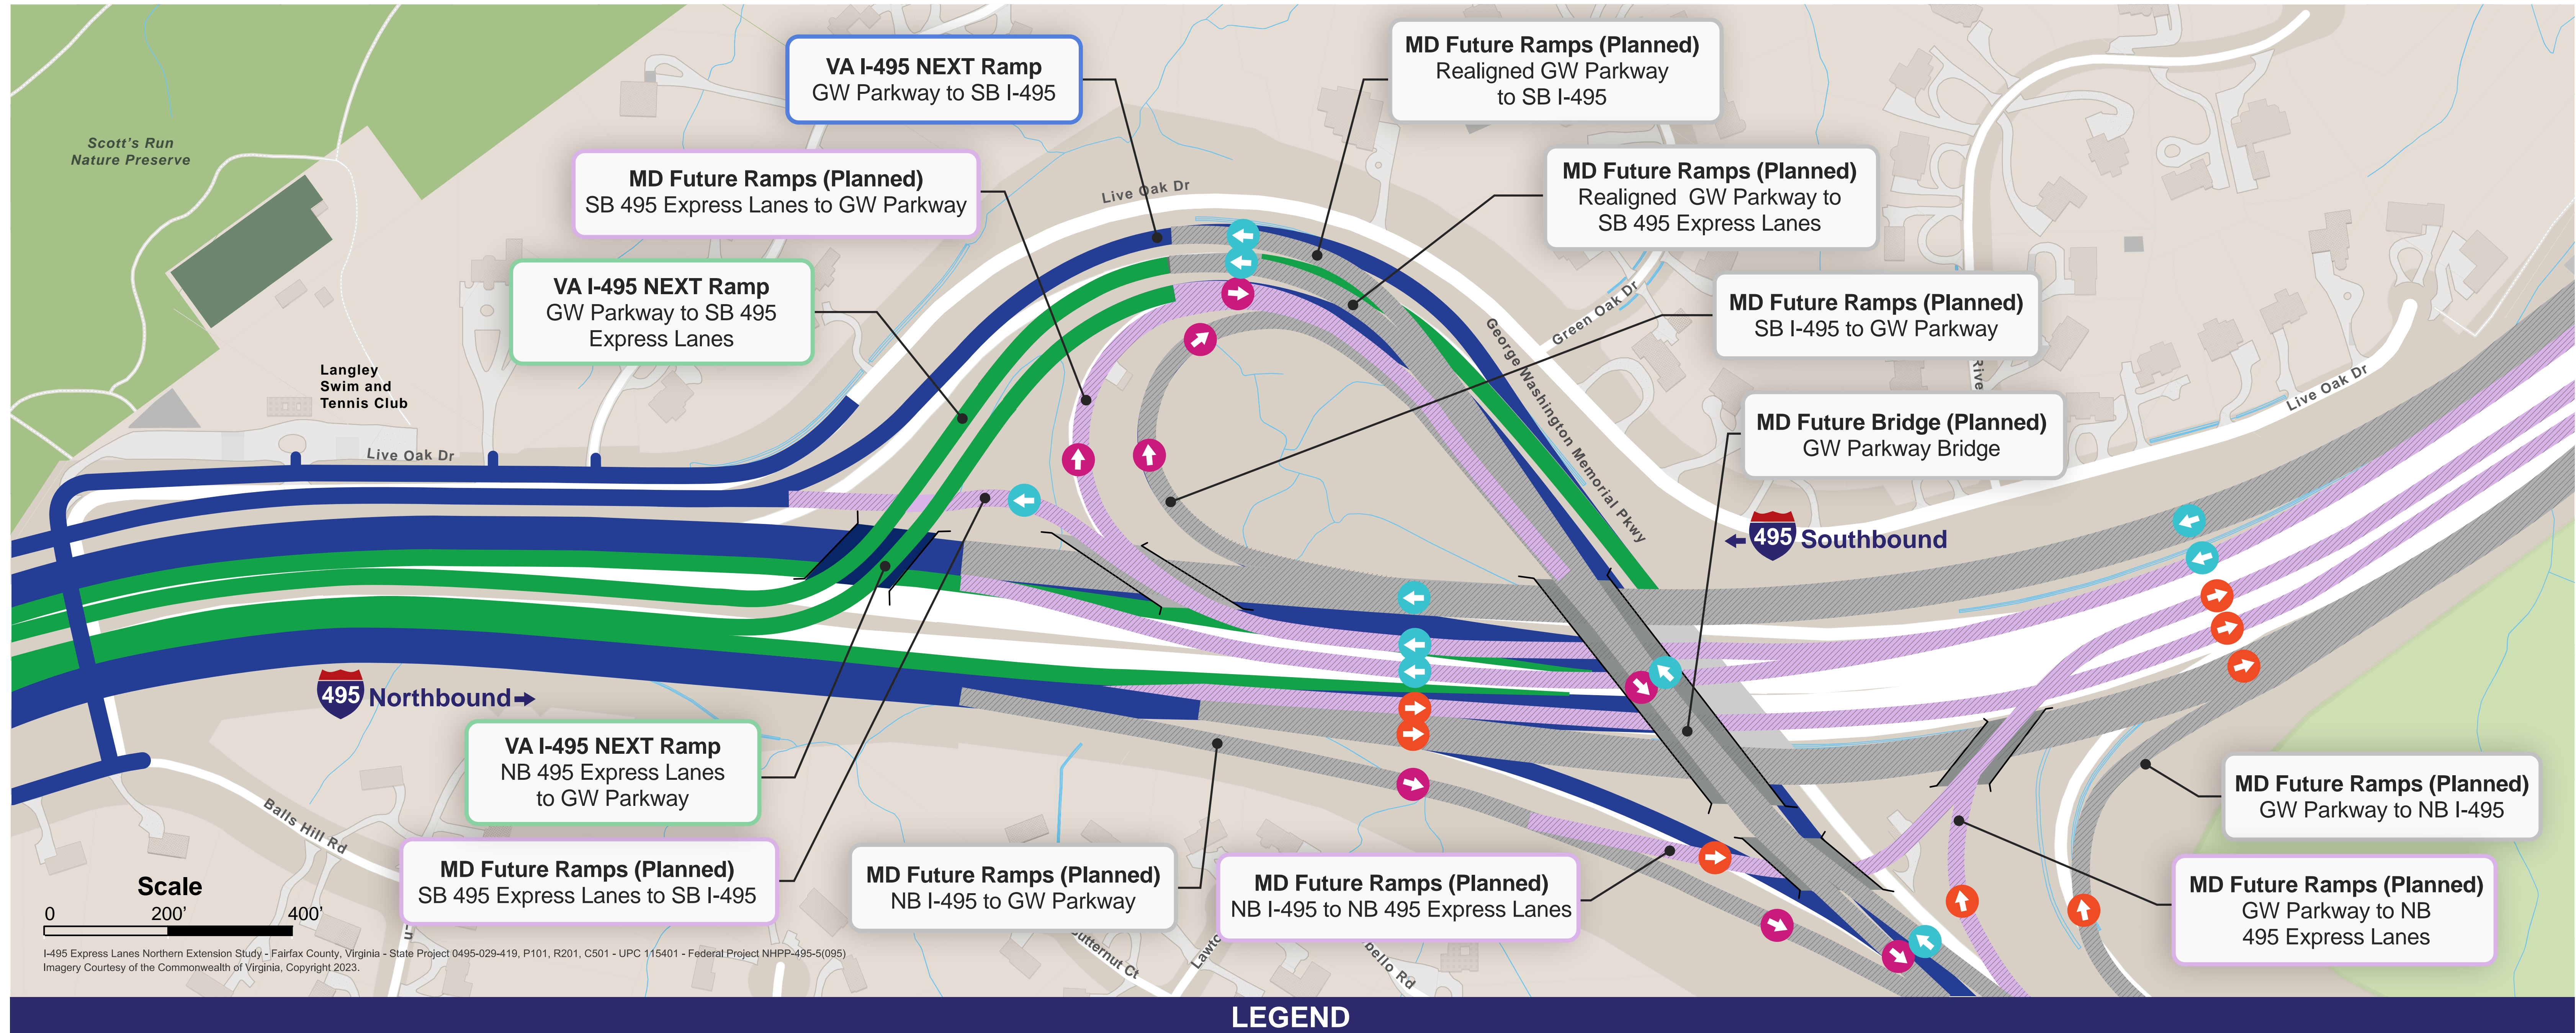 VA I-495 NEXT Ramp
GW Parkway to SB I-495
MD Future Ramps (Planned)
Realigned GW Parkway
to SB I-495
MD Future Ramps (Planned)
SB 495 Express Lanes to GW Parkway
MD Future Ramps (Planned)
Realigned GW Parkway to
SB 495 Express Lanes
VA I-495 NEXT Ramp
GW Parkway to SB 495
Express Lanes
MD Future Ramps (Planned)
SB I-495 to GW Parkway
MD Future Bridge (Planned)
GW Parkway Bridge
Scott's Run
Nature Preserve
Live Oak Dr
Green Oak Dr
George Washington Memorial Pkwy
Langley
Swim and
Tennis Club
Live Oak Dr
Live Oak Dr
495 Southbound
495 Northbound
VA I-495 NEXT Ramp
NB 495 Express Lanes
to GW Parkway
MD Future Ramps (Planned)
SB 495 Express Lanes to SB I-495
MD Future Ramps (Planned)
NB I-495 to GW Parkway
MD Future Ramps (Planned)
NB I-495 to NB 495 Express Lanes
MD Future Ramps (Planned)
GW Parkway to NB I-495
MD Future Ramps (Planned)
GW Parkway to NB
495 Express Lanes
Balls Hill Rd
Scale
0 200' 400'
I-495 Express Lanes Northern Extension Study - Fairfax County, Virginia - State Project 0495-029-419, P101, R201, C501 - UPC 115401 - Federal Project NHPP-495-5(095)
Imagery Courtesy of the Commonwealth of Virginia, Copyright 2023.
LEGEND